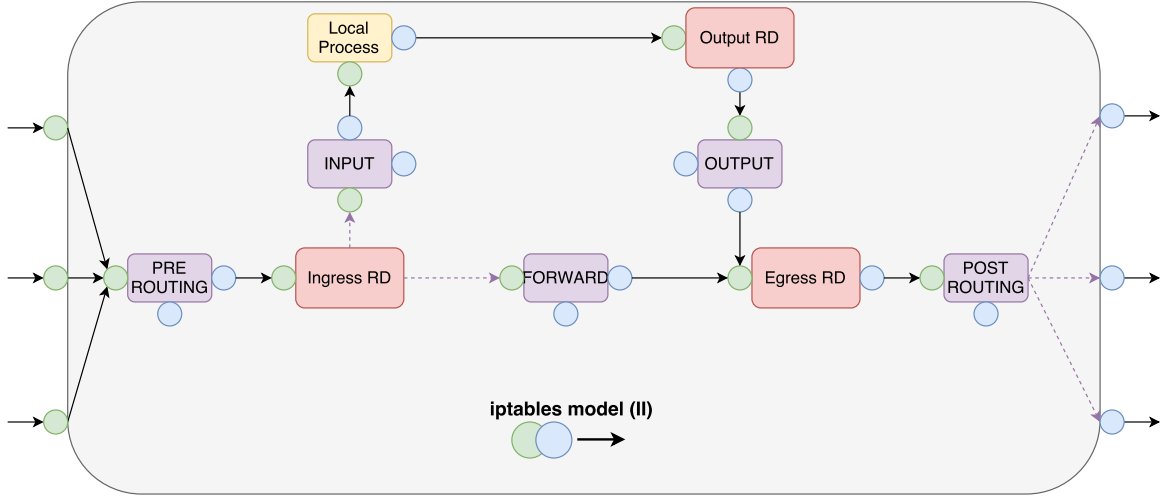 Local
Process
Output RD
INPUT
OUTPUT
PRE
ROUTING
Ingress RD
FORWARD
Egress RD
POST
ROUTING
iptables model (II)